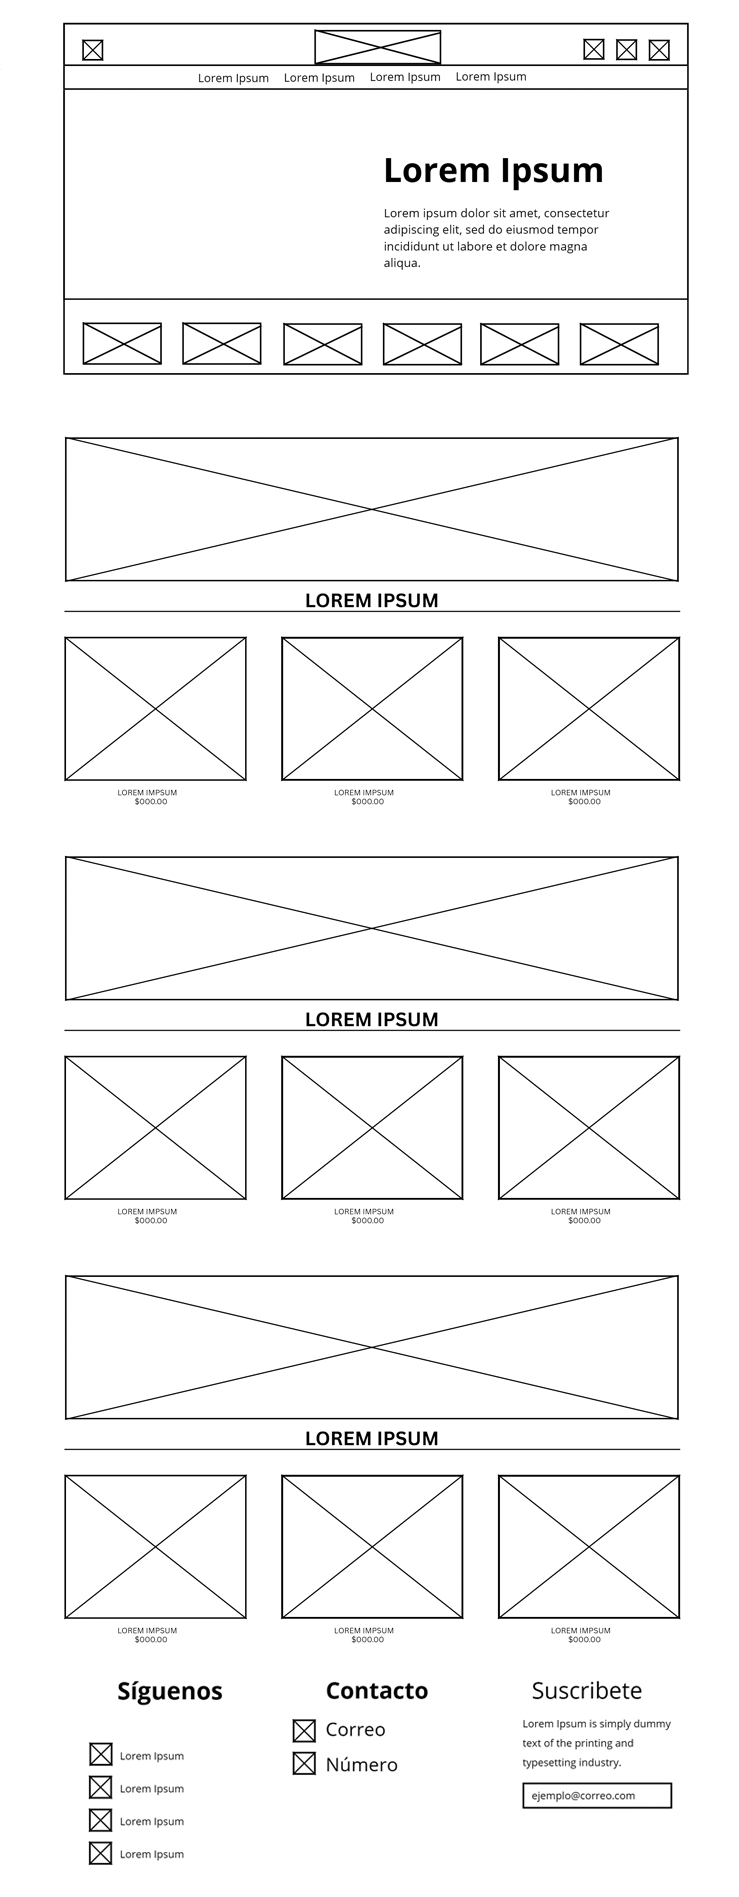 Lorem Ipsum Lorem Ipsum Lorem Ipsum Lorem Ipsum
Lorem Ipsum
Lorem ipsum dolor sit amet, consectetur
adipiscing elit, sed do eiusmod tempor
incididunt ut labore et dolore magna
aliqua.
LOREM IPSUM
LOREM IMPSUM
$000.00
LOREM IMPSUM
$000.00
LOREM IMPSUM
$000.00
LOREM IPSUM
LOREM IMPSUM
$000.00
LOREM IMPSUM
$000.00
LOREM IMPSUM
$000.00
LOREM IPSUM
LOREM IMPSUM
$000.00
LOREM IMPSUM
$000.00
LOREM IMPSUM
$000.00
Síguenos
Lorem Ipsum
Lorem Ipsum
Lorem Ipsum
Lorem Ipsum
Contacto
Correo
Número
Suscribete
Lorem Ipsum is simply dummy
text of the printing and
typesetting industry.
ejemplo@correo.com